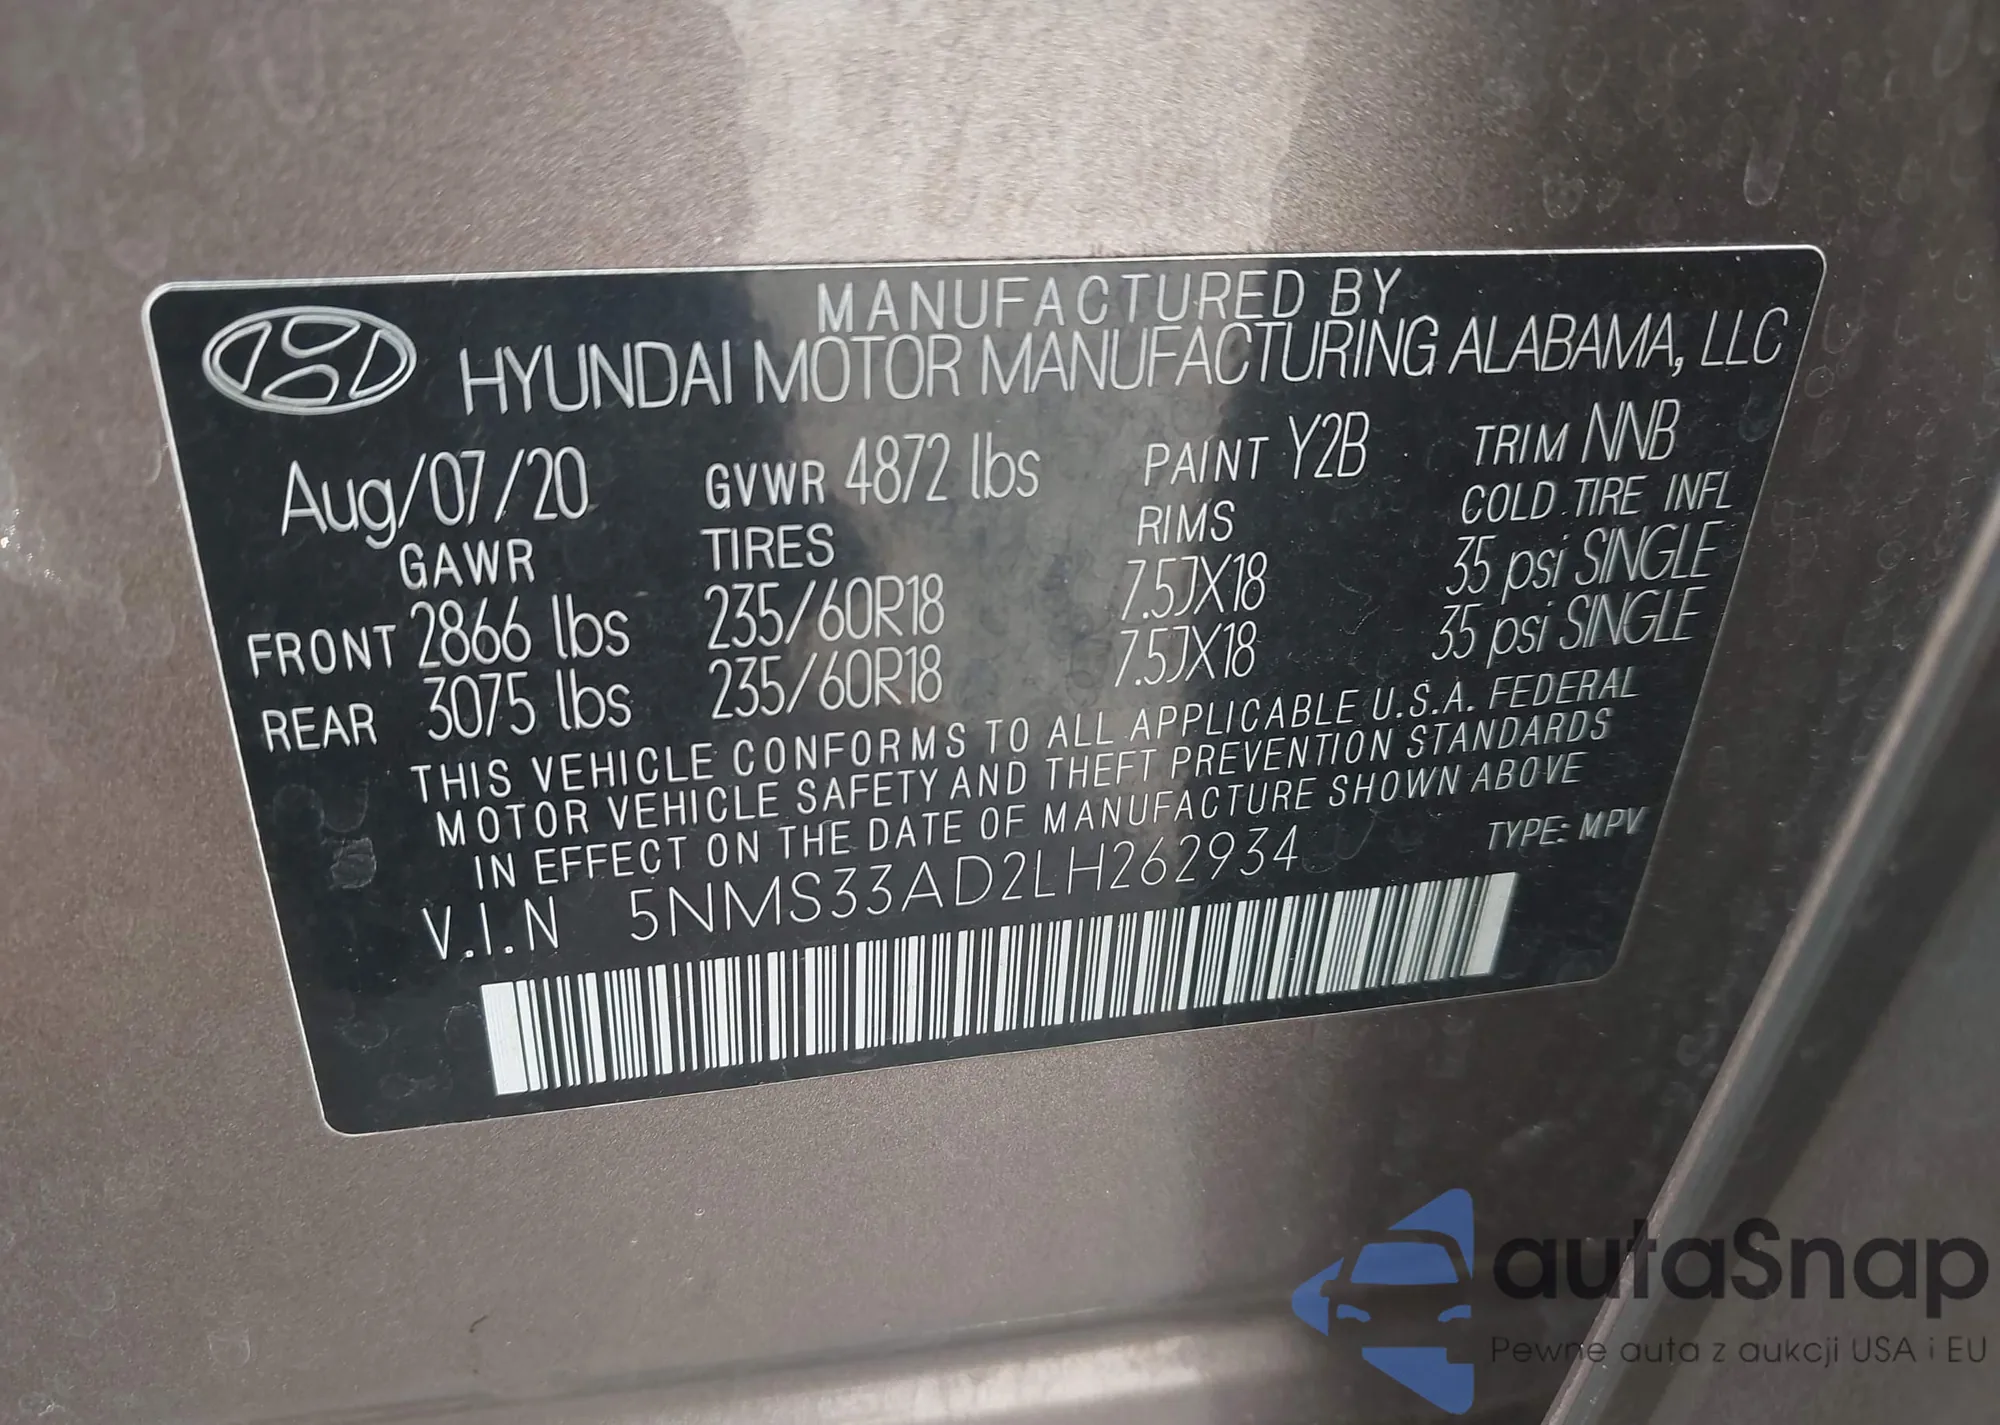 MANUFACTURED BY
HYUNDAI MOTOR MANUFACTURING ALABAMA, LLC
Aug/07/20 GVWR 4872 lbs PAINT Y2B TRIM NNB
GAWR TIRES RIMS COLD TIRE INFL
FRONT 2866 lbs 235/60R18 7.5JX18 35 psi SINGLE
REAR 3075 lbs 235/60R18 7.5JX18 35 psi SINGLE
THIS VEHICLE CONFORMS TO ALL APPLICABLE U.S.A. FEDERAL
MOTOR VEHICLE SAFETY AND THEFT PREVENTION STANDARDS
IN EFFECT ON THE DATE OF MANUFACTURE SHOWN ABOVE
V.I.N 5NMS33AD2LH262934 TYPE: MPV
autaSnap
Pewne auta z aukcji USA i EU